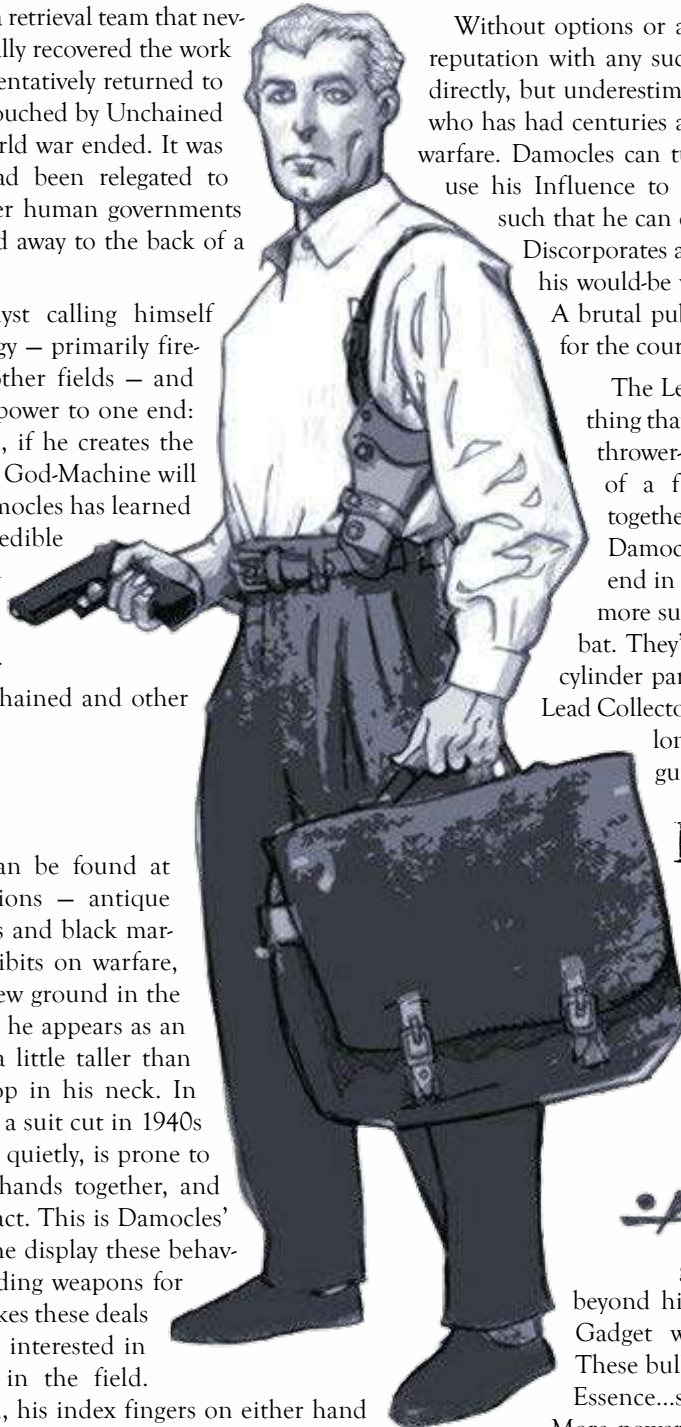 a retrieval team that nev-
ally recovered the work
entatively returned to
ouched by Unchained
rld war ended. It was
ad been relegated to
er human governments
d away to the back of a
yst calling himself
gy — primarily fire-
other fields — and
power to one end:
, if he creates the
God-Machine will
mocles has learned
edible
chained and other
an be found at
ions — antique
s and black mar-
ibits on warfare,
ew ground in the
he appears as an
a little taller than
op in his neck. In
a suit cut in 1940s
quietly, is prone to
hands together, and
act. This is Damocles’
he display these behav-
ding weapons for
kes these deals
interested in
in the field.
, his index fingers on either hand
Without options or a
reputation with any suc
directly, but underestim
who has had centuries a
warfare. Damocles can tu
use his Influence to
such that he can
Discorporates a
his would-be
A brutal pub
for the cour
The Le
thing tha
thrower-
of a f
togethe
Damoc
end in
more su
bat. They’
cylinder par
Lead Collecto
lon
gu
beyond hi
Gadget w
These bul
Essence...s
More power